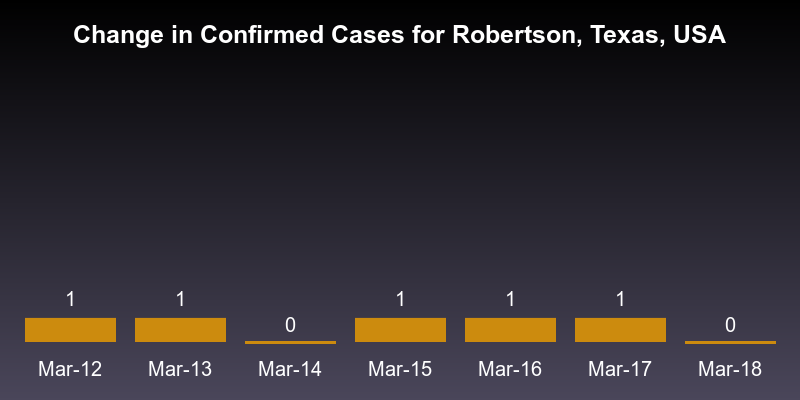 Change in Confirmed Cases for Robertson, Texas, USA
1 1 0 1 1 1 0
Mar-12 Mar-13 Mar-14 Mar-15 Mar-16 Mar-17 Mar-18